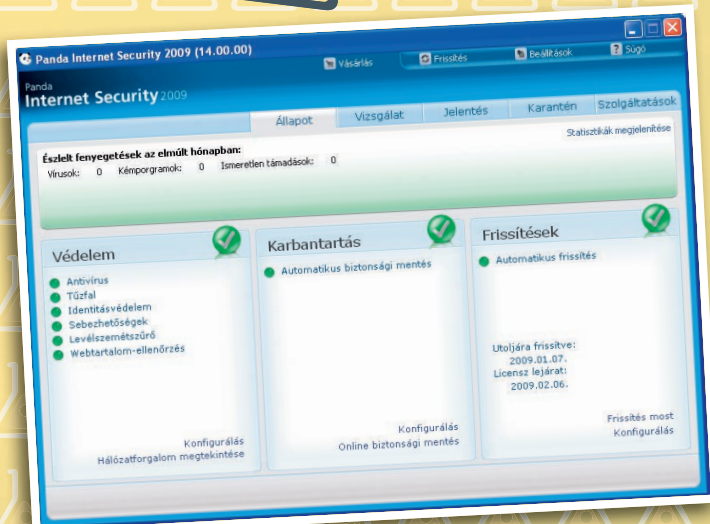 Panda Internet Security 2009 (14.00.00)
Vásárlás
Frissítés
Beállítások
Súgó
Panda
Internet Security 2009
Állapot
Vizsgálat
Jelentés
Karantén
Szolgáltatások
Észlelt fenyegetések az elmúlt hónapban:
Statisztikák megjelenítése
Vírusok: 0 Kémporgramok: 0 Ismeretlen támadások: 0
Védelem
Antivírus
Tűzfal
Identitásvédelem
Sebezhetőségek
Levélszemétszűrő
Webtartalom-ellenőrzés
Konfigurálás
Hálózatforgalom megtekintése
Karbantartás
Automatikus biztonsági mentés
Konfigurálás
Online biztonsági mentés
Frissítések
Automatikus frissítés
Utoljára frissítve:
2009.01.07.
Licensz lejárat:
2009.02.06.
Frissítés most
Konfigurálás